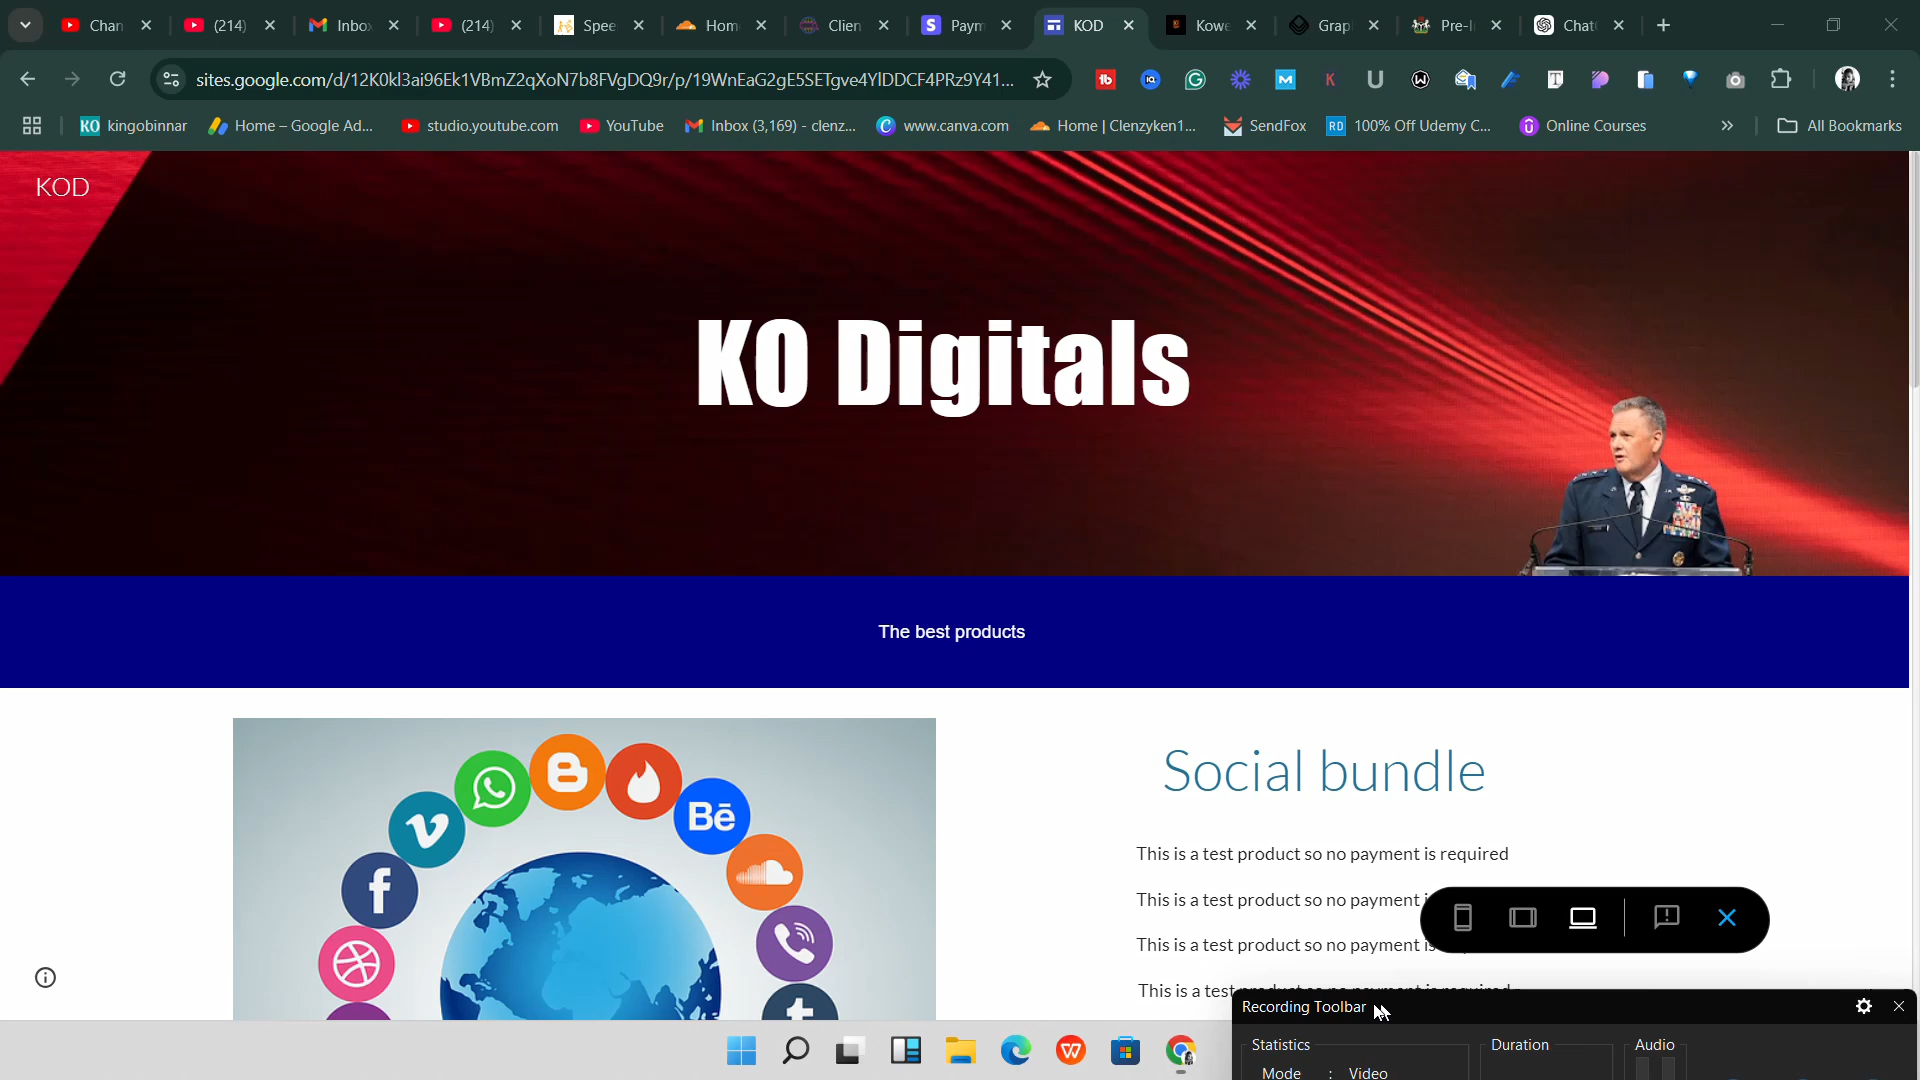 Chan
(214)
Inbo
(214)
Spee
Hom
Clien
Paym
KOD
Kowe
Grap
Pre-I
Chat
sites.google.com/d/12K0kl3ai96Ek1VBmZ2qXoN7b8FVgDQ9r/p/19WnEaG2gE5SETgve4YlDDCF4PRz9Y41...
KO kingobinnar
Home – Google Ad...
studio.youtube.com
YouTube
Inbox (3,169) - clenz...
www.canva.com
Home | Clenzyken1...
SendFox
RD 100% Off Udemy C...
Online Courses
All Bookmarks
KOD
KO Digitals
The best products
Social bundle
This is a test product so no payment is required
This is a test product so no payment i
This is a test product so no payment is
This is a test
Recording Toolbar
Statistics
Duration
Audio
Mode : Video